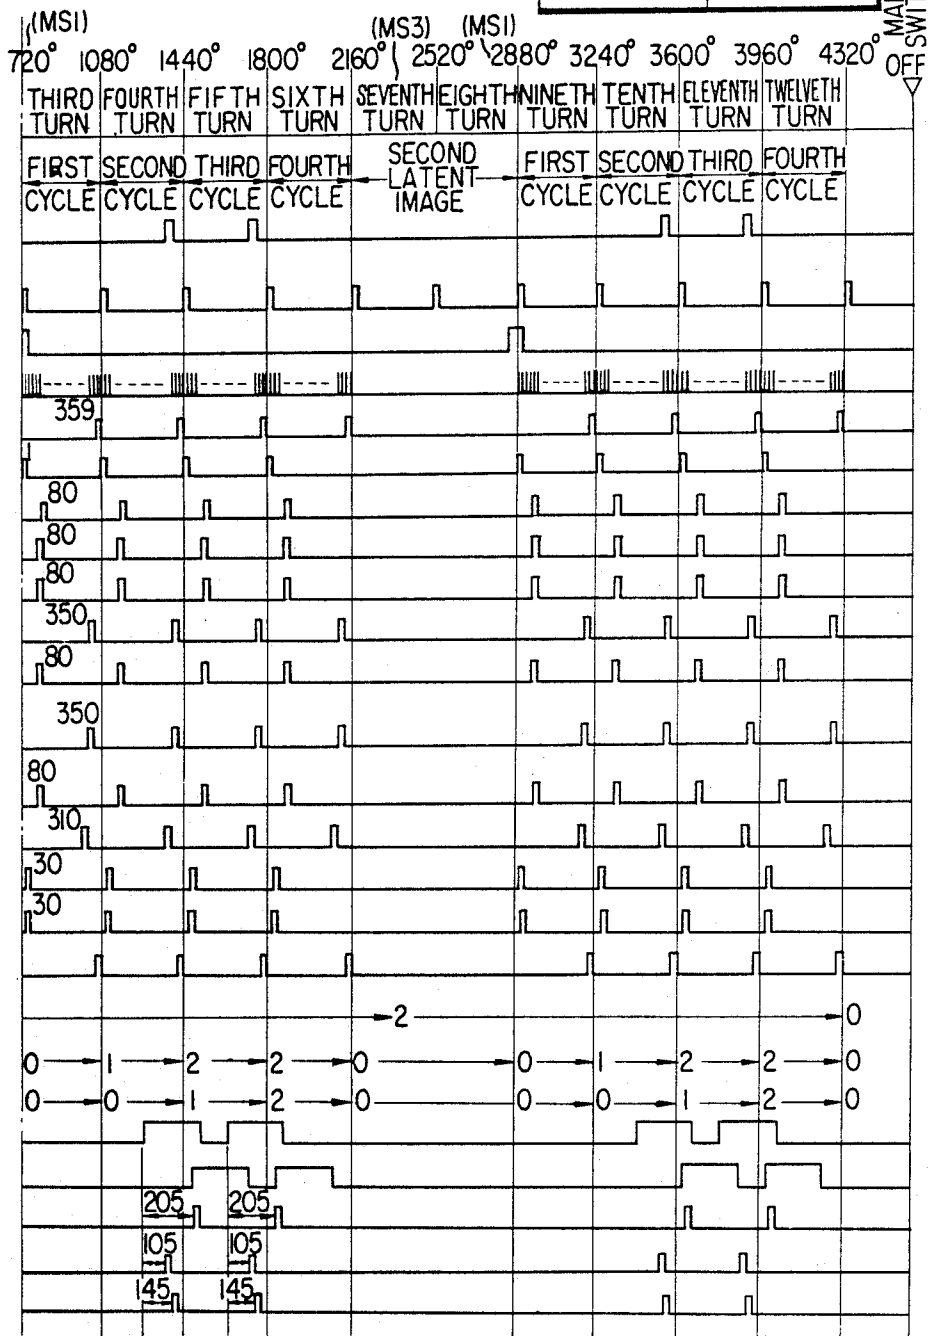 (MS1) (MS3) (MS1)
720° 1080° 1440° 1800° 2160° 2520° 2880° 3240° 3600° 3960° 4320° OFF
THIRD TURN FOURTH TURN FIFTH TURN SIXTH TURN SEVENTH TURN EIGHTH TURN NINETH TURN TENTH TURN ELEVENTH TURN TWELVETH TURN
FIRST CYCLE SECOND CYCLE THIRD CYCLE FOURTH CYCLE SECOND LATENT IMAGE FIRST CYCLE SECOND CYCLE THIRD CYCLE FOURTH CYCLE
359
1
80
80
80
350
80
350
80
310
30
30
2 0
0 1 2 2 0 0 1 2 2 0
0 0 1 2 0 0 0 1 2 0
205 205
105 105
145 145